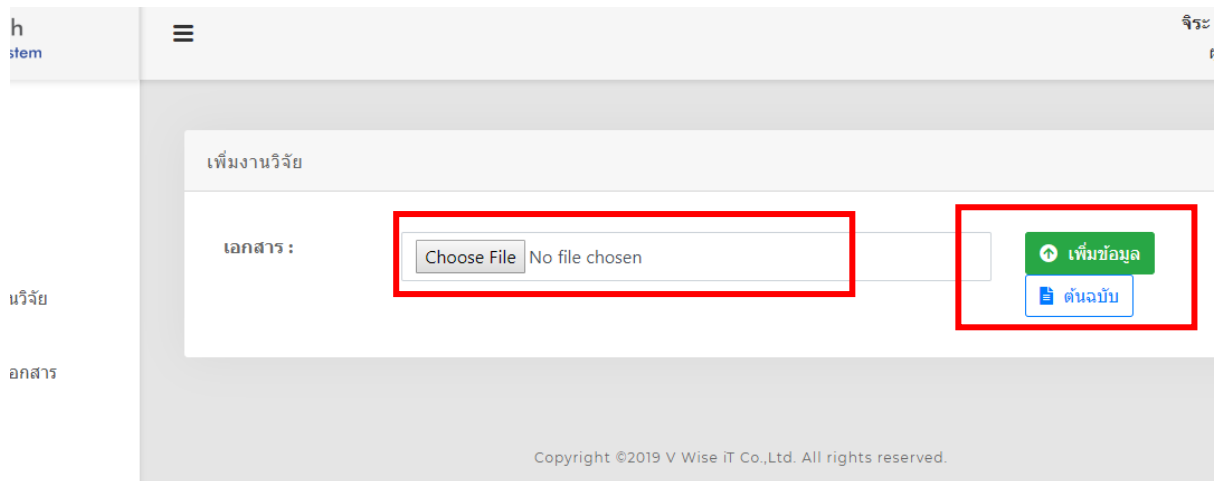 h
stem
จิระ
เพิ่มงานวิจัย
เอกสาร :
Choose File No file chosen
เพิ่มข้อมูล
ต้นฉบับ
นวิจัย
อกสาร
Copyright ©2019 V Wise iT Co.,Ltd. All rights reserved.